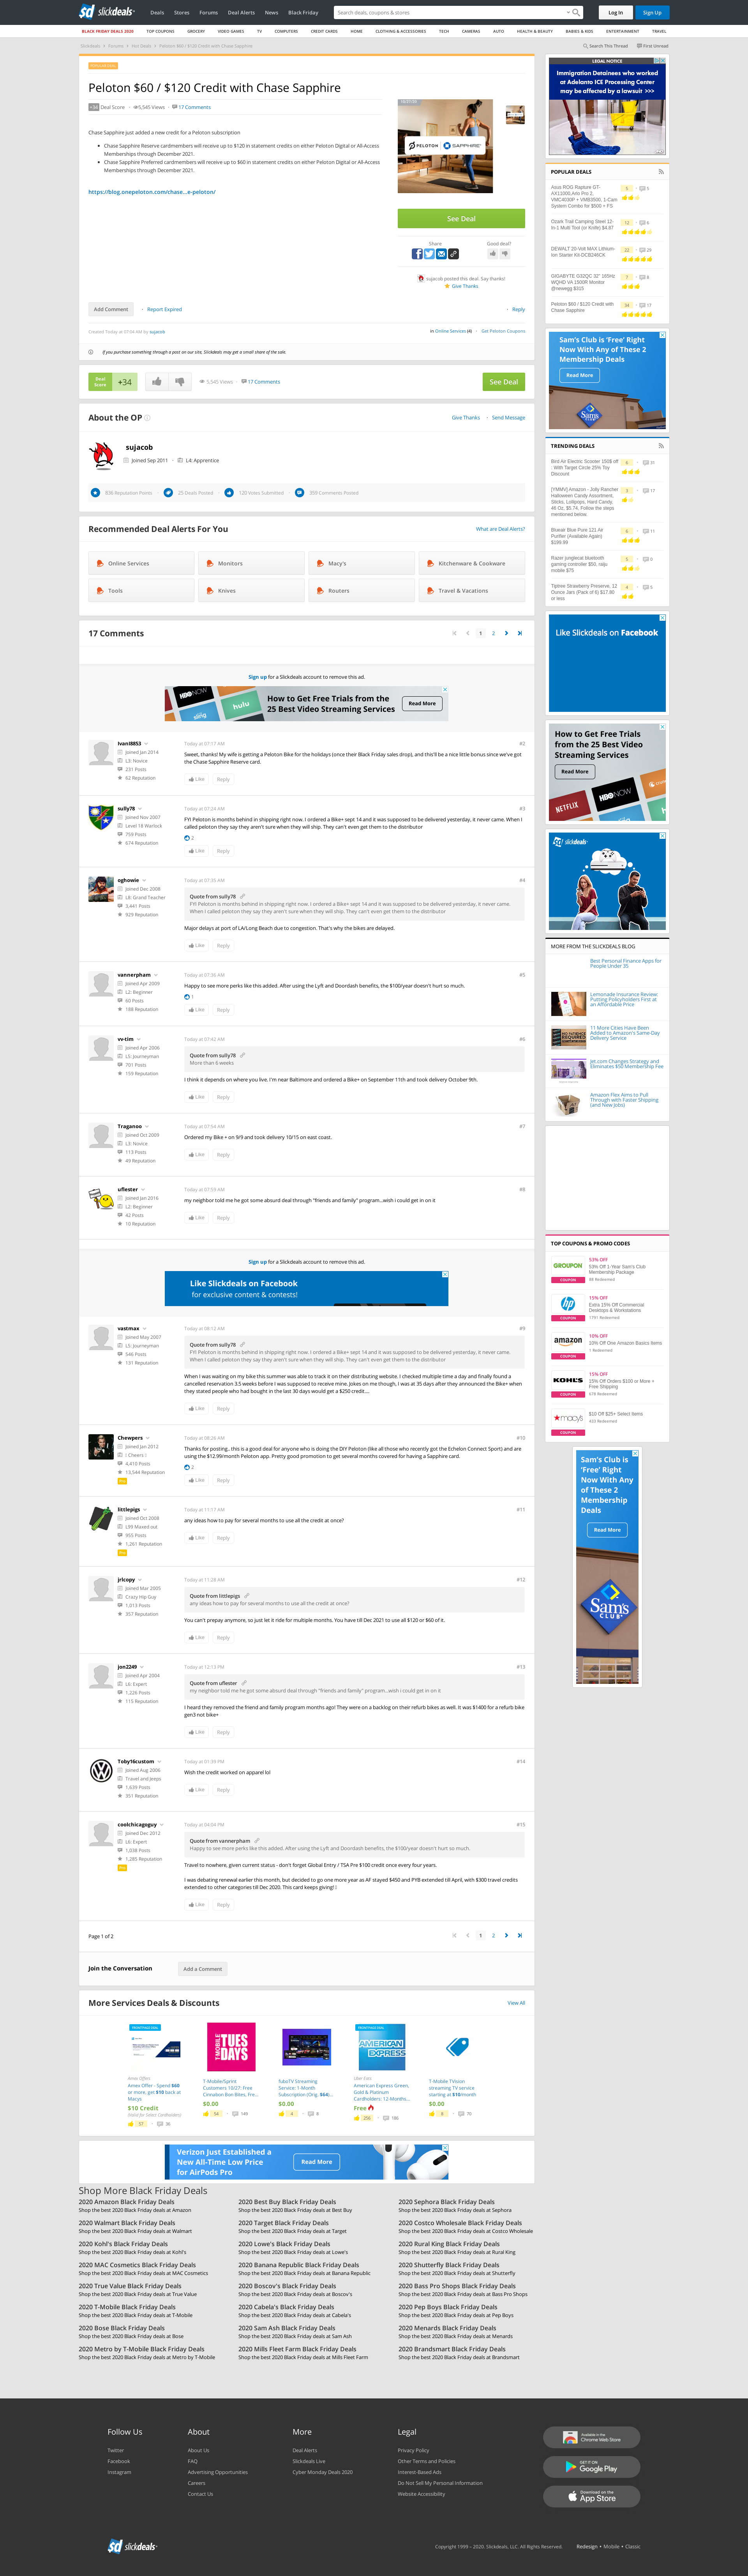 slickdeals
Deals Stores Forums Deal Alerts News Black Friday
Search deals, coupons & stores
Log In Sign Up
BLACK FRIDAY DEALS 2020 TOP COUPONS GROCERY VIDEO GAMES TV COMPUTERS CREDIT CARDS HOME CLOTHING & ACCESSORIES TECH CAMERAS AUTO HEALTH & BEAUTY BABIES & KIDS ENTERTAINMENT TRAVEL
Slickdeals > Forums > Hot Deals > Peloton $60 / $120 Credit with Chase Sapphire
Search This Thread First Unread
Peloton $60 / $120 Credit with Chase Sapphire
+34 Deal Score 5,545 Views 17 Comments
Chase Sapphire just added a new credit for a Peloton subscription
Chase Sapphire Reserve cardmembers will receive up to $120 in statement credits on either Peloton Digital or All-Access
Memberships through December 2021.
Chase Sapphire Preferred cardmembers will receive up to $60 in statement credits on either Peloton Digital or All-Access
Memberships through December 2021.
https://blog.onepeloton.com/chase...e-peloton/
PELOTON SAPPHIRE
See Deal
Share Good deal?
sujacob posted this deal. Say thanks!
Give Thanks
Add Comment Report Expired Reply
Created Today at 07:04 AM by sujacob
in Online Services (4) Get Peloton Coupons
If you purchase something through a post on our site, Slickdeals may get a small share of the sale.
Deal Score +34 5,545 Views 17 Comments See Deal
About the OP
Give Thanks Send Message
sujacob
Joined Sep 2011 L4: Apprentice
836 Reputation Points 25 Deals Posted 120 Votes Submitted 359 Comments Posted
Recommended Deal Alerts For You
What are Deal Alerts?
Online Services Monitors Macy's Kitchenware & Cookware
Tools Knives Routers Travel & Vacations
17 Comments
1 2
Sign up for a Slickdeals account to remove this ad.
How to Get Free Trials from the
25 Best Video Streaming Services
Read More
IvanI8853
Joined Jan 2014
L3: Novice
231 Posts
62 Reputation
Today at 07:17 AM #2
Sweet, thanks! My wife is getting a Peloton Bike for the holidays (once their Black Friday sales drop), and this'll be a nice little bonus since we've got
the Chase Sapphire Reserve card.
Like Reply
sully78
Joined Nov 2007
Level 18 Warlock
759 Posts
674 Reputation
Today at 07:24 AM #3
FYI Peloton is months behind in shipping right now. I ordered a Bike+ sept 14 and it was supposed to be delivered yesterday, it never came. When I
called peloton they say they aren't sure when they will ship. They can't even get them to the distributor
2
Like Reply
oghowie
Joined Dec 2008
L8: Grand Teacher
3,441 Posts
929 Reputation
Today at 07:35 AM #4
Quote from sully78
FYI Peloton is months behind in shipping right now. I ordered a Bike+ sept 14 and it was supposed to be delivered yesterday, it never came.
When I called peloton they say they aren't sure when they will ship. They can't even get them to the distributor
Major delays at port of LA/Long Beach due to congestion. That's why the bikes are delayed.
Like Reply
vannerpham
Joined Apr 2009
L2: Beginner
60 Posts
188 Reputation
Today at 07:36 AM #5
Happy to see more perks like this added. After using the Lyft and Doordash benefits, the $100/year doesn't hurt so much.
1
Like Reply
vv-tim
Joined Apr 2006
L5: Journeyman
701 Posts
159 Reputation
Today at 07:42 AM #6
Quote from sully78
More than 6 weeks
I think it depends on where you live, I'm near Baltimore and ordered a Bike+ on September 11th and took delivery October 9th.
Like Reply
Traganoo
Joined Oct 2009
L3: Novice
113 Posts
49 Reputation
Today at 07:54 AM #7
Ordered my Bike + on 9/9 and took delivery 10/15 on east coast.
Like Reply
uflester
Joined Jan 2016
L2: Beginner
42 Posts
10 Reputation
Today at 07:59 AM #8
my neighbor told me he got some absurd deal through "friends and family" program...wish i could get in on it
Like Reply
Sign up for a Slickdeals account to remove this ad.
Like Slickdeals on Facebook
for exclusive content & contests!
vastmax
Joined May 2007
L5: Journeyman
546 Posts
131 Reputation
Today at 08:12 AM #9
Quote from sully78
FYI Peloton is months behind in shipping right now. I ordered a Bike+ sept 14 and it was supposed to be delivered yesterday, it never came.
When I called peloton they say they aren't sure when they will ship. They can't even get them to the distributor
When I was waiting on my bike this summer was able to track it on their distributing website. I checked multiple time a day and finally found a
cancellation requested 3.5 weeks before mine was supposed to receive mine. Jokes on me though, I was at 35 days after they announced the Bike+ when
they stated people who had bought in the last 30 days would get a $250 credit....
Like Reply
Chewpers
Joined Jan 2012
! Cheers !
4,410 Posts
13,544 Reputation
Pro
Today at 08:26 AM #10
Thanks for posting.. this is a good deal for anyone who is doing the DIY Peloton (like all those who recently got the Echelon Connect Sport) and are
using the $12.99/month Peloton app. Pretty good promotion to get several months covered for having a Sapphire card.
2
Like Reply
littlepigs
Joined Oct 2008
L99 Maxed out
955 Posts
1,261 Reputation
Pro
Today at 11:17 AM #11
any ideas how to pay for several months to use all the credit at once?
Like Reply
jrlcopy
Joined Mar 2005
Crazy Hip Guy
1,013 Posts
357 Reputation
Today at 11:28 AM #12
Quote from littlepigs
any ideas how to pay for several months to use all the credit at once?
You can't prepay anymore, so just let it ride for multiple months. You have till Dec 2021 to use all $120 or $60 of it.
Like Reply
jon2249
Joined Apr 2004
L6: Expert
1,226 Posts
115 Reputation
Today at 12:13 PM #13
Quote from uflester
my neighbor told me he got some absurd deal through "friends and family" program...wish i could get in on it
I heard they removed the friend and family program months ago! They were on a backlog on their refurb bikes as well. It was $1400 for a refurb bike
gen3 not bike+
Like Reply
Toby16custom
Joined Aug 2006
Travel and Jeeps
1,639 Posts
351 Reputation
Today at 01:39 PM #14
Wish the credit worked on apparel lol
Like Reply
coolchicaguy
Joined Dec 2012
L6: Expert
1,038 Posts
1,285 Reputation
Pro
Today at 04:04 PM #15
Quote from vannerpham
Happy to see more perks like this added. After using the Lyft and Doordash benefits, the $100/year doesn't hurt so much.
Travel to nowhere, given current status - don't forget Global Entry / TSA Pre $100 credit once every four years.
I was debating renewal earlier this month, but decided to go one more year as AF stayed $450 and PYB extended till April, with $300 travel credits
extended to other categories till Dec 2020. This card keeps giving! l
Like Reply
Page 1 of 2
1 2
Join the Conversation Add a Comment
More Services Deals & Discounts View All
Amex Offers
Amex Offer - Spend $60
or more, get $10 back at
Macys
$10 Credit
Valid for Select Cardholders
57 36
T-MOBILE TUESDAYS
T-Mobile/Sprint
Customers 10/27: Free
Cinnabon Bon Bites, Fre...
$0.00
54 149
fuboTV Streaming
Service: 1-Month
Subscription (Orig. $64)...
$0.00
4 8
AMERICAN EXPRESS
Uber Eats
American Express Green,
Gold & Platinum
Cardholders: 12-Months...
Free
256 186
T-Mobile TVision
streaming TV service
starting at $10/month
$0.00
8 70
Verizon Just Established a
New All-Time Low Price
for AirPods Pro
Read More
Shop More Black Friday Deals
2020 Amazon Black Friday Deals
Shop the best 2020 Black Friday deals at Amazon
2020 Best Buy Black Friday Deals
Shop the best 2020 Black Friday deals at Best Buy
2020 Sephora Black Friday Deals
Shop the best 2020 Black Friday deals at Sephora
2020 Walmart Black Friday Deals
Shop the best 2020 Black Friday deals at Walmart
2020 Target Black Friday Deals
Shop the best 2020 Black Friday deals at Target
2020 Costco Wholesale Black Friday Deals
Shop the best 2020 Black Friday deals at Costco Wholesale
2020 Kohl's Black Friday Deals
Shop the best 2020 Black Friday deals at Kohl's
2020 Lowe's Black Friday Deals
Shop the best 2020 Black Friday deals at Lowe's
2020 Rural King Black Friday Deals
Shop the best 2020 Black Friday deals at Rural King
2020 MAC Cosmetics Black Friday Deals
Shop the best 2020 Black Friday deals at MAC Cosmetics
2020 Banana Republic Black Friday Deals
Shop the best 2020 Black Friday deals at Banana Republic
2020 Shutterfly Black Friday Deals
Shop the best 2020 Black Friday deals at Shutterfly
2020 True Value Black Friday Deals
Shop the best 2020 Black Friday deals at True Value
2020 Boscov's Black Friday Deals
Shop the best 2020 Black Friday deals at Boscov's
2020 Bass Pro Shops Black Friday Deals
Shop the best 2020 Black Friday deals at Bass Pro Shops
2020 T-Mobile Black Friday Deals
Shop the best 2020 Black Friday deals at T-Mobile
2020 Cabela's Black Friday Deals
Shop the best 2020 Black Friday deals at Cabela's
2020 Pep Boys Black Friday Deals
Shop the best 2020 Black Friday deals at Pep Boys
2020 Bose Black Friday Deals
Shop the best 2020 Black Friday deals at Bose
2020 Sam Ash Black Friday Deals
Shop the best 2020 Black Friday deals at Sam Ash
2020 Menards Black Friday Deals
Shop the best 2020 Black Friday deals at Menards
2020 Metro by T-Mobile Black Friday Deals
Shop the best 2020 Black Friday deals at Metro by T-Mobile
2020 Mills Fleet Farm Black Friday Deals
Shop the best 2020 Black Friday deals at Mills Fleet Farm
2020 Brandsmart Black Friday Deals
Shop the best 2020 Black Friday deals at Brandsmart
LEGAL NOTICE
Immigration Detainees who worked
at Adelanto ICE Processing Center
may be affected by a lawsuit >>>
POPULAR DEALS
Asus ROG Rapture GT-
AX11000,Arlo Pro 2,
VMC4030P + VMB3500, 1-Cam
System Combo for $500 + FS
3 5
Ozark Trail Camping Steel 12-
In-1 Multi Tool (or Knife) $4.87
10 6
DEWALT 20-Volt MAX Lithium-
Ion Starter Kit-DCB246CK
22 29
GIGABYTE G32QC 32" 165Hz
WQHD VA 1500R Monitor
@newegg $315
7 8
Peloton $60 / $120 Credit with
Chase Sapphire
34 17
Sam's Club is 'Free' Right
Now With Any of These 2
Membership Deals
Read More
Sam's CLUB
TRENDING DEALS
Bird Air Electric Scooter 150$ off
: With Target Circle 25% Toy
Discount
6 31
[YMMV] Amazon - Jolly Rancher
Halloween Candy Assortment,
Sticks, Lollipops, Hard Candy,
46 Oz, $5.74; Follow the steps
mentioned below.
3 17
Blueair Blue Pure 121 Air
Purifier (Available Again)
$199.99
6 11
Razer junglecat bluetooth
gaming controller $50, raiju
mobile $75
5 0
Tiptree Strawberry Preserve, 12
Ounce Jars (Pack of 6) $17.80
or less
4 5
Like Slickdeals on Facebook
How to Get Free Trials
from the 25 Best Video
Streaming Services
Read More
NETFLIX HBO NOW hulu
slickdeals
MORE FROM THE SLICKDEALS BLOG
Best Personal Finance Apps for
People Under 35
Lemonade Insurance Review:
Putting Policyholders First at
an Affordable Price
11 More Cities Have Been
Added to Amazon's Same-Day
Delivery Service
Jet.com Changes Strategy and
Eliminates $50 Membership Fee
Amazon Flex Aims to Pull
Through with Faster Shipping
(and New Jobs)
TOP COUPONS & PROMO CODES
GROUPON COUPON
53% OFF
53% Off 1-Year Sam's Club
Membership Package
88 Redeemed
hp COUPON
15% OFF
Extra 15% Off Commercial
Desktops & Workstations
1791 Redeemed
amazon COUPON
10% OFF
10% Off One Amazon Basics Items
1 Redeemed
KOHL'S COUPON
15% OFF
15% Off Orders $100 or More +
Free Shipping
676 Redeemed
macys COUPON
$10 Off $25+ Select Items
443 Redeemed
Sam's Club is
'Free' Right
Now With Any
of These 2
Membership
Deals
Read More
Sam's CLUB
Follow Us
Twitter
Facebook
Instagram
About
About Us
FAQ
Advertising Opportunities
Careers
Contact Us
More
Deal Alerts
Slickdeals Live
Cyber Monday Deals 2020
Legal
Privacy Policy
Other Terms and Policies
Interest-Based Ads
Do Not Sell My Personal Information
Website Accessibility
Available in the
Chrome Web Store
GET IT ON
Google Play
Download on the
App Store
slickdeals
Copyright 1999 - 2020. Slickdeals, LLC. All Rights Reserved. Redesign • Mobile • Classic